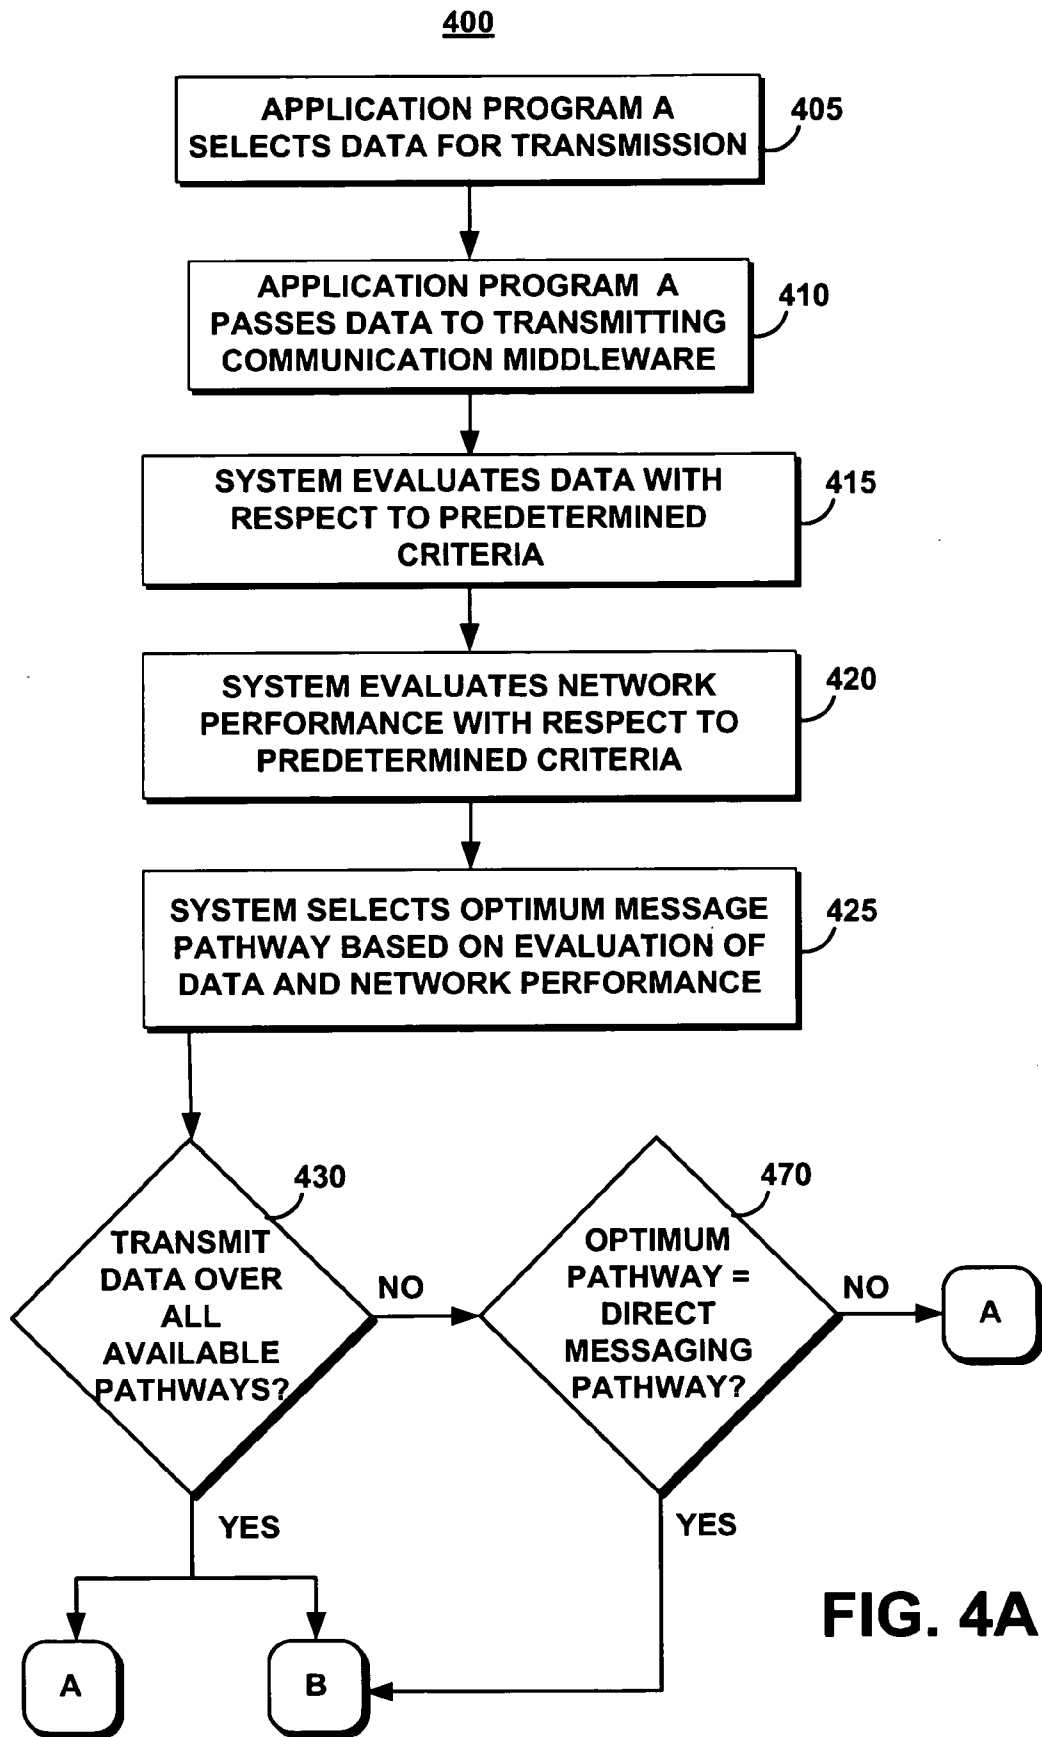 400
APPLICATION PROGRAM A
SELECTS DATA FOR TRANSMISSION
405
APPLICATION PROGRAM A
PASSES DATA TO TRANSMITTING
COMMUNICATION MIDDLEWARE
410
SYSTEM EVALUATES DATA WITH
RESPECT TO PREDETERMINED
CRITERIA
415
SYSTEM EVALUATES NETWORK
PERFORMANCE WITH RESPECT TO
PREDETERMINED CRITERIA
420
SYSTEM SELECTS OPTIMUM MESSAGE
PATHWAY BASED ON EVALUATION OF
DATA AND NETWORK PERFORMANCE
425
430
TRANSMIT
DATA OVER
ALL
AVAILABLE
PATHWAYS?
NO
470
OPTIMUM
PATHWAY =
DIRECT
MESSAGING
PATHWAY?
NO
A
YES
YES
A
B
FIG. 4A